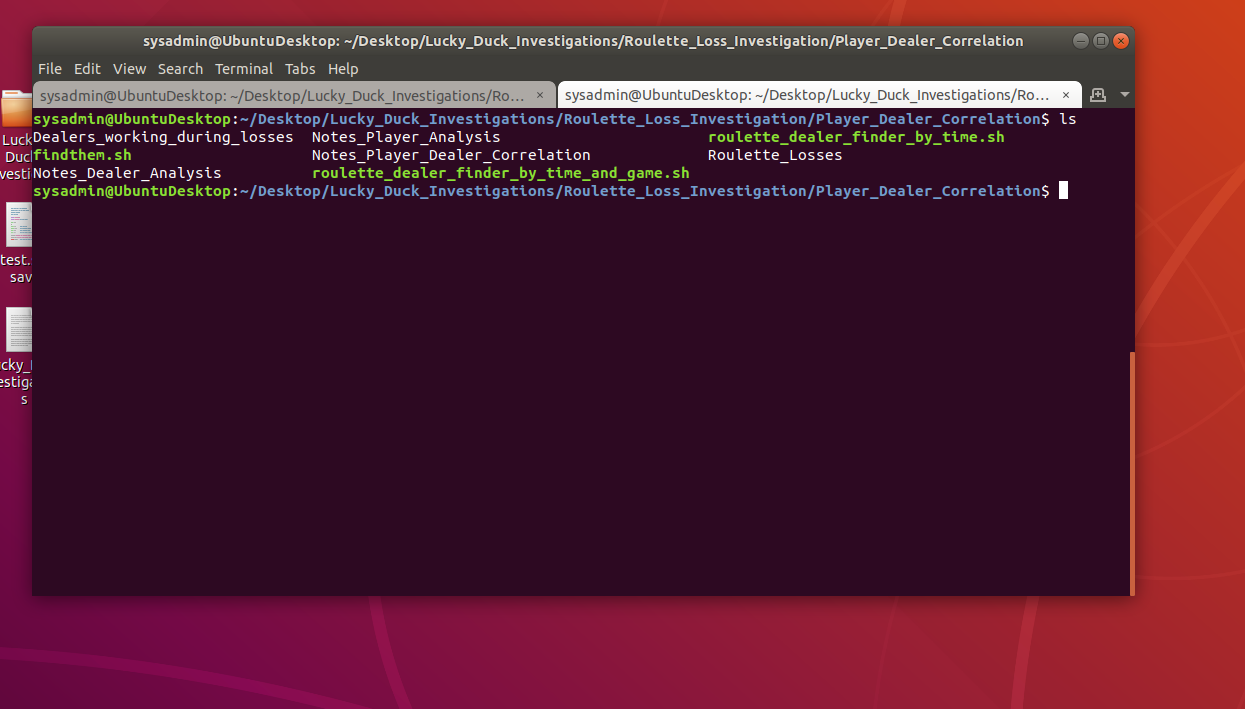 sysadmin@UbuntuDesktop: ~/Desktop/Lucky_Duck_Investigations/Roulette_Loss_Investigation/Player_Dealer_Correlation
File Edit View Search Terminal Tabs Help
sysadmin@UbuntuDesktop: ~/Desktop/Lucky_Duck_Investigations/Ro... × sysadmin@UbuntuDesktop: ~/Desktop/Lucky_Duck_Investigations/Ro... ×
sysadmin@UbuntuDesktop:~/Desktop/Lucky_Duck_Investigations/Roulette_Loss_Investigation/Player_Dealer_Correlation$ ls
Dealers_working_during_losses Notes_Player_Analysis roulette_dealer_finder_by_time.sh
findthem.sh Notes_Player_Dealer_Correlation Roulette_Losses
Notes_Dealer_Analysis roulette_dealer_finder_by_time_and_game.sh
sysadmin@UbuntuDesktop:~/Desktop/Lucky_Duck_Investigations/Roulette_Loss_Investigation/Player_Dealer_Correlation$
Luck
Duc
vesti
test.
sav
cky_
estiga
s